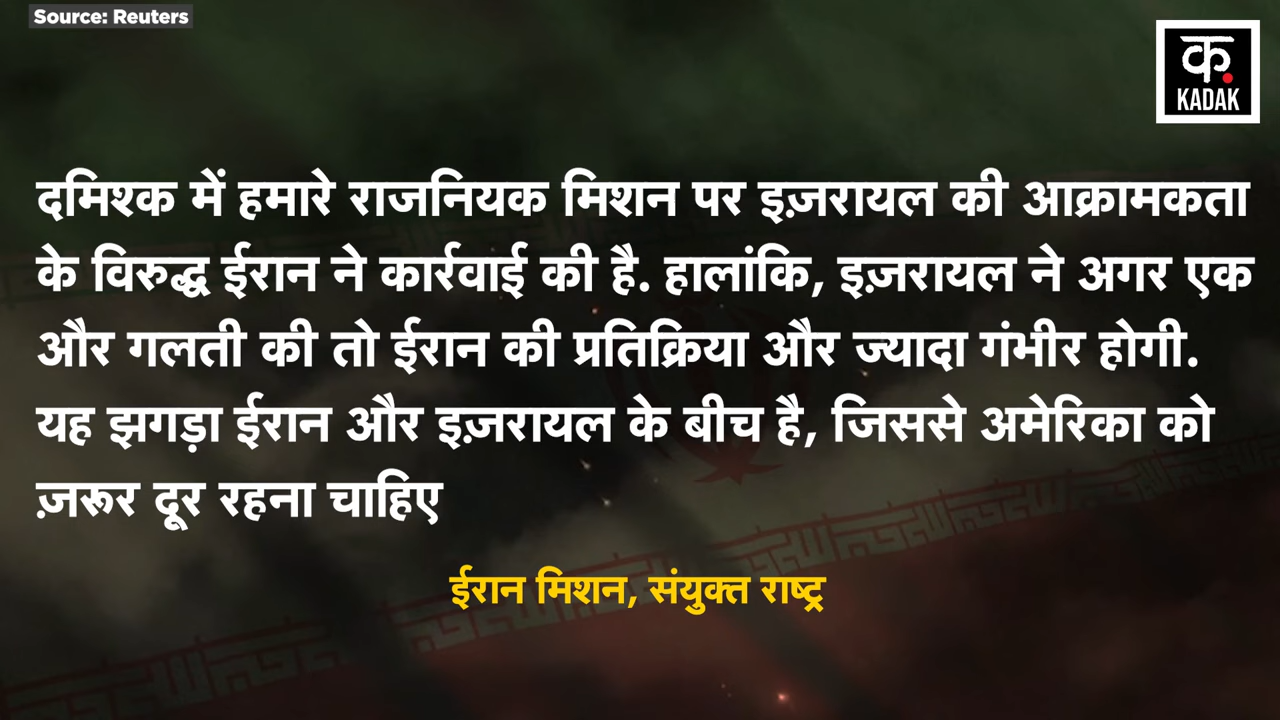 Source: Reuters
क.
KADAK
दमिश्क में हमारे राजनियक मिशन पर इज़रायल की आक्रामकता
के विरुद्ध ईरान ने कार्रवाई की है. हालांकि, इज़रायल ने अगर एक
और गलती की तो ईरान की प्रतिक्रिया और ज्यादा गंभीर होगी.
यह झगड़ा ईरान और इज़रायल के बीच है, जिससे अमेरिका को
ज़रूर दूर रहना चाहिए
ईरान मिशन, संयुक्त राष्ट्र